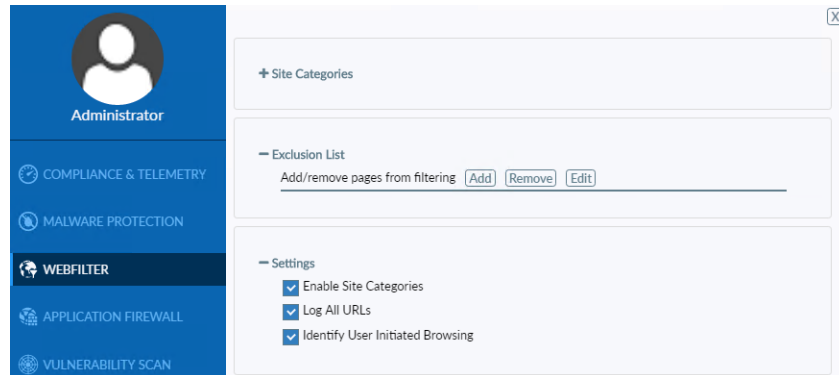 Administrator
COMPLIANCE & TELEMETRY
MALWARE PROTECTION
WEBFILTER
APPLICATION FIREWALL
VULNERABILITY SCAN
X
+ Site Categories
− Exclusion List
Add/remove pages from filtering Add Remove Edit
− Settings
Enable Site Categories
Log All URLs
Identify User Initiated Browsing